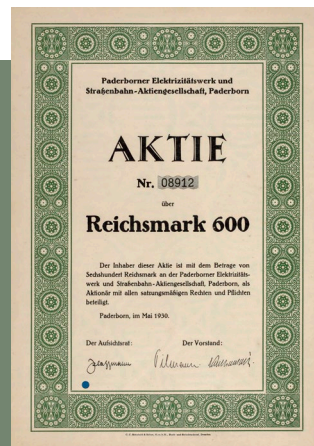 Paderborner Elektrizitätswerk und
Straßenbahn-Aktiengesellschaft, Paderborn
AKTIE
Nr. 08912
über
Reichsmark 600
Der Inhaber dieser Aktie ist mit dem Betrage von
Sechshundert Reichsmark an der Paderborner Elektrizitäts-
werk und Straßenbahn-Aktiengesellschaft, Paderborn, als
Aktionär mit allen satzungsmäßigen Rechten und Pflichten
beteiligt.
Paderborn, im Mai 1930.
Der Aufsichtsrat: Der Vorstand: